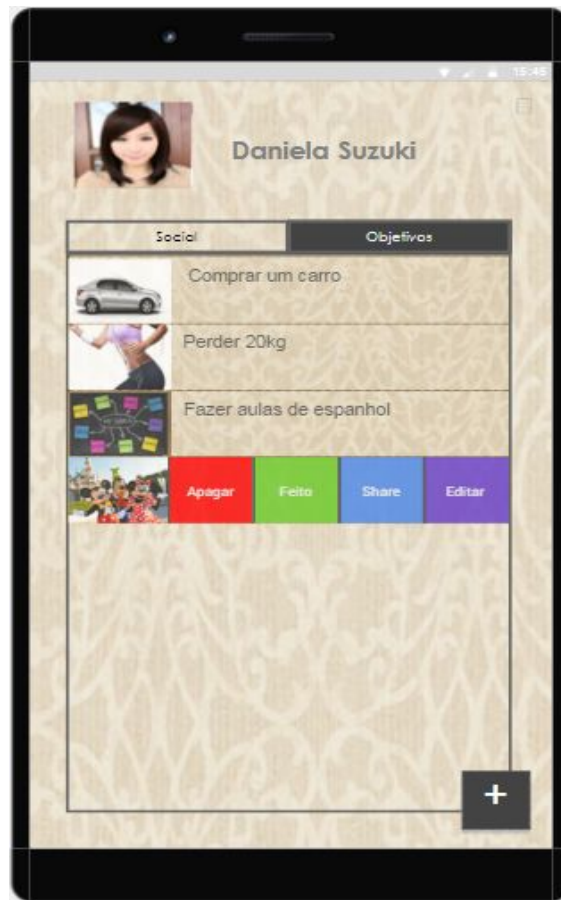 15:45
Daniela Suzuki
Social Objetivos
Comprar um carro
Perder 20kg
Fazer aulas de espanhol
Apagar Feito Share Editar
+